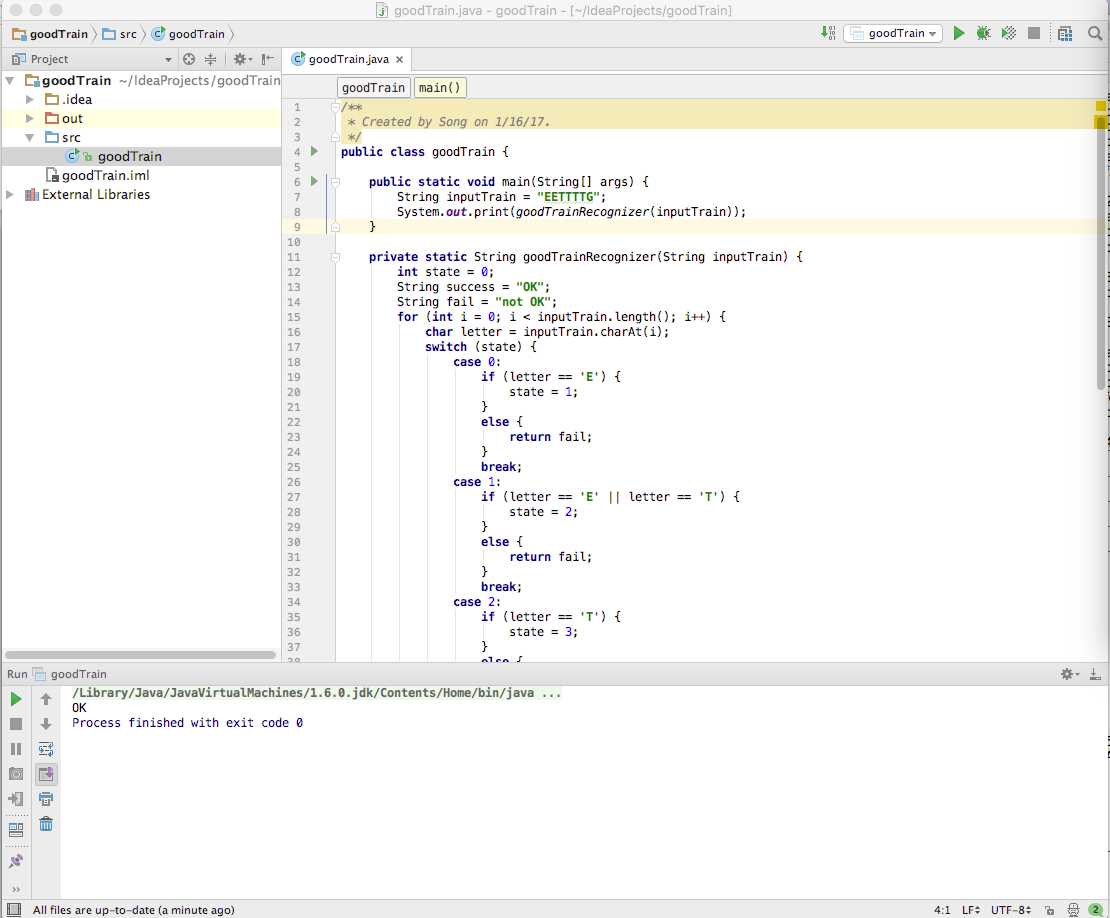 goodTrain.java - goodTrain - [~/IdeaProjects/goodTrain]
goodTrain src goodTrain
goodTrain
Project
goodTrain.java
goodTrain ~/IdeaProjects/goodTrain
.idea
out
src
goodTrain
goodTrain.iml
External Libraries
goodTrain main()
1 /**
2 * Created by Song on 1/16/17.
3 */
4 public class goodTrain {
5
6 public static void main(String[] args) {
7 String inputTrain = "EETTTTG";
8 System.out.print(goodTrainRecognizer(inputTrain));
9 }
10
11 private static String goodTrainRecognizer(String inputTrain) {
12 int state = 0;
13 String success = "OK";
14 String fail = "not OK";
15 for (int i = 0; i < inputTrain.length(); i++) {
16 char letter = inputTrain.charAt(i);
17 switch (state) {
18 case 0:
19 if (letter == 'E') {
20 state = 1;
21 }
22 else {
23 return fail;
24 }
25 break;
26 case 1:
27 if (letter == 'E' || letter == 'T') {
28 state = 2;
29 }
30 else {
31 return fail;
32 }
33 break;
34 case 2:
35 if (letter == 'T') {
36 state = 3;
37 }
38 else {
Run goodTrain
/Library/Java/JavaVirtualMachines/1.6.0.jdk/Contents/Home/bin/java ...
OK
Process finished with exit code 0
All files are up-to-date (a minute ago)
4:1 LF UTF-8 2